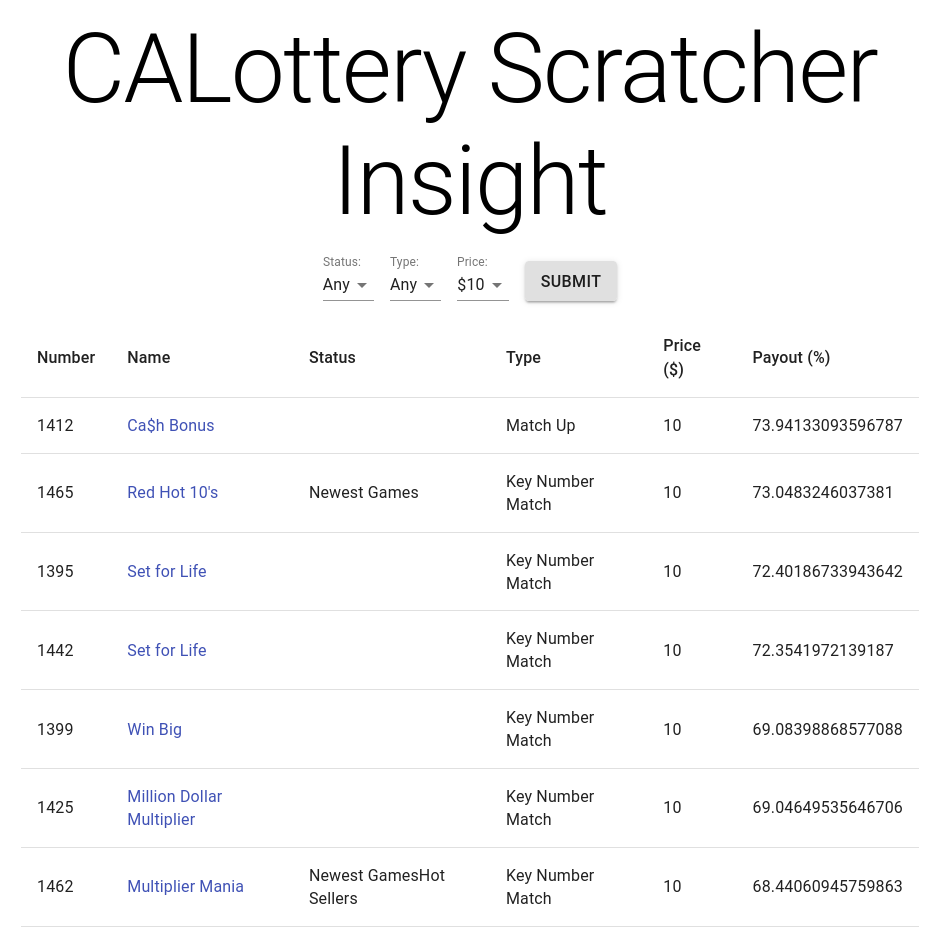 CALottery Scratcher
Insight
Status: Type: Price:
Any Any $10 SUBMIT
Number Name Status Type Price ($) Payout (%)
1412 Ca$h Bonus Match Up 10 73.94133093596787
1465 Red Hot 10's Newest Games Key Number Match 10 73.0483246037381
1395 Set for Life Key Number Match 10 72.40186733943642
1442 Set for Life Key Number Match 10 72.3541972139187
1399 Win Big Key Number Match 10 69.08398868577088
1425 Million Dollar Multiplier Key Number Match 10 69.04649535646706
1462 Multiplier Mania Newest GamesHot Sellers Key Number Match 10 68.44060945759863